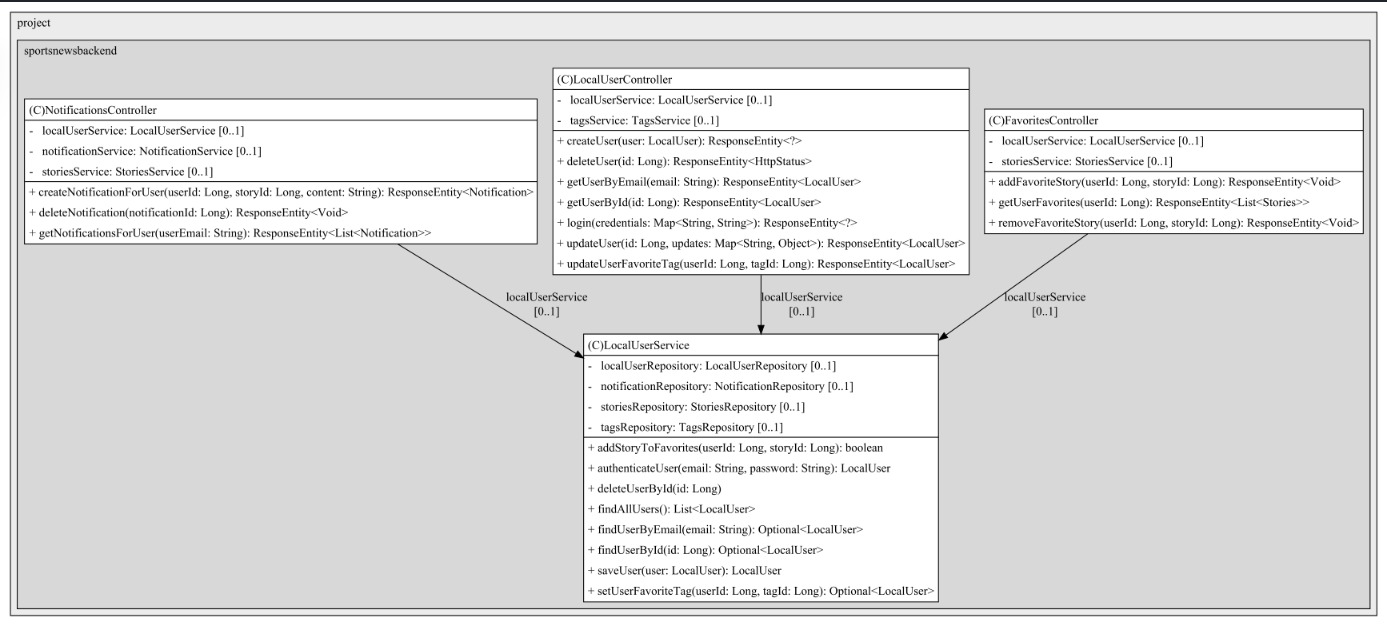 project
sportsnewsbackend
(C)NotificationsController
- localUserService: LocalUserService [0..1]
- notificationService: NotificationService [0..1]
- storiesService: StoriesService [0..1]
+ createNotificationForUser(userId: Long, storyId: Long, content: String): ResponseEntity<Notification>
+ deleteNotification(notificationId: Long): ResponseEntity<Void>
+ getNotificationsForUser(userEmail: String): ResponseEntity<List<Notification>>
(C)LocalUserController
- localUserService: LocalUserService [0..1]
- tagsService: TagsService [0..1]
+ createUser(user: LocalUser): ResponseEntity<?>
+ deleteUser(id: Long): ResponseEntity<HttpStatus>
+ getUserByEmail(email: String): ResponseEntity<LocalUser>
+ getUserById(id: Long): ResponseEntity<LocalUser>
+ login(credentials: Map<String, String>): ResponseEntity<?>
+ updateUser(id: Long, updates: Map<String, Object>): ResponseEntity<LocalUser>
+ updateUserFavoriteTag(userId: Long, tagId: Long): ResponseEntity<LocalUser>
(C)FavoritesController
- localUserService: LocalUserService [0..1]
- storiesService: StoriesService [0..1]
+ addFavoriteStory(userId: Long, storyId: Long): ResponseEntity<Void>
+ getUserFavorites(userId: Long): ResponseEntity<List<Stories>>
+ removeFavoriteStory(userId: Long, storyId: Long): ResponseEntity<Void>
localUserService
[0..1]
localUserService
[0..1]
localUserService
[0..1]
(C)LocalUserService
- localUserRepository: LocalUserRepository [0..1]
- notificationRepository: NotificationRepository [0..1]
- storiesRepository: StoriesRepository [0..1]
- tagsRepository: TagsRepository [0..1]
+ addStoryToFavorites(userId: Long, storyId: Long): boolean
+ authenticateUser(email: String, password: String): LocalUser
+ deleteUserById(id: Long)
+ findAllUsers(): List<LocalUser>
+ findUserByEmail(email: String): Optional<LocalUser>
+ findUserById(id: Long): Optional<LocalUser>
+ saveUser(user: LocalUser): LocalUser
+ setUserFavoriteTag(userId: Long, tagId: Long): Optional<LocalUser>